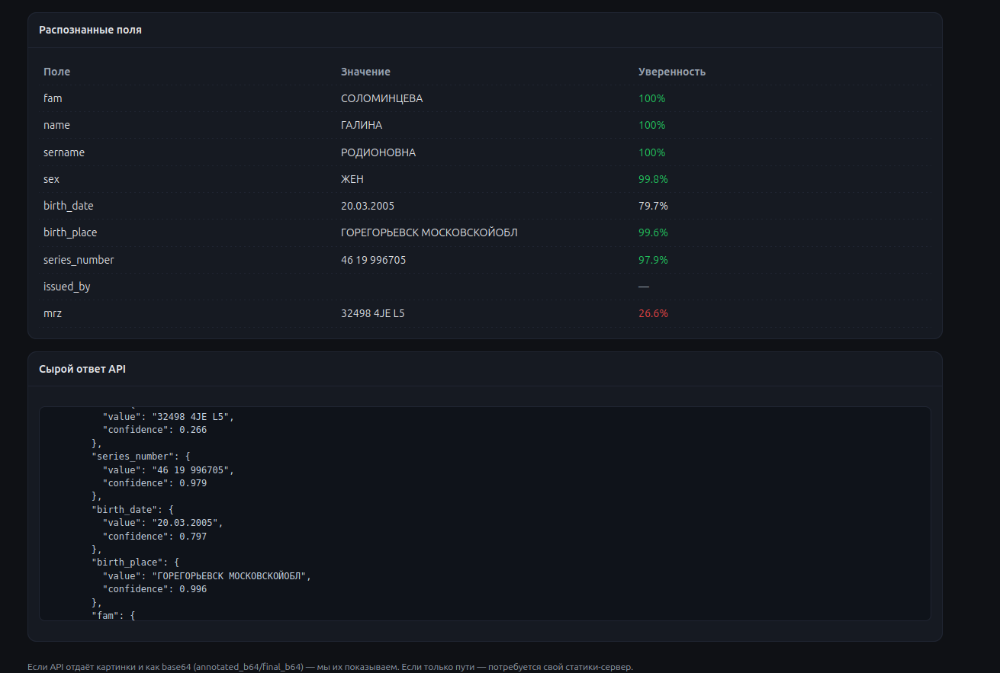 Распознанные поля
Поле Значение Уверенность
fam СОЛОМИНЦЕВА 100%
name ГАЛИНА 100%
sername РОДИОНОВНА 100%
sex ЖЕН 99.8%
birth_date 20.03.2005 79.7%
birth_place ГОРЕГОРЬЕВСК МОСКОВСКОЙОБЛ 99.6%
series_number 46 19 996705 97.9%
issued_by —
mrz 32498 4JE L5 26.6%
Сырой ответ API
"value": "32498 4JE L5",
"confidence": 0.266
},
"series_number": {
"value": "46 19 996705",
"confidence": 0.979
},
"birth_date": {
"value": "20.03.2005",
"confidence": 0.797
},
"birth_place": {
"value": "ГОРЕГОРЬЕВСК МОСКОВСКОЙОБЛ",
"confidence": 0.996
},
"fam": {
Если API отдаёт картинки и как base64 (annotated_b64/final_b64) — мы их показываем. Если только пути — потребуется свой статики-сервер.